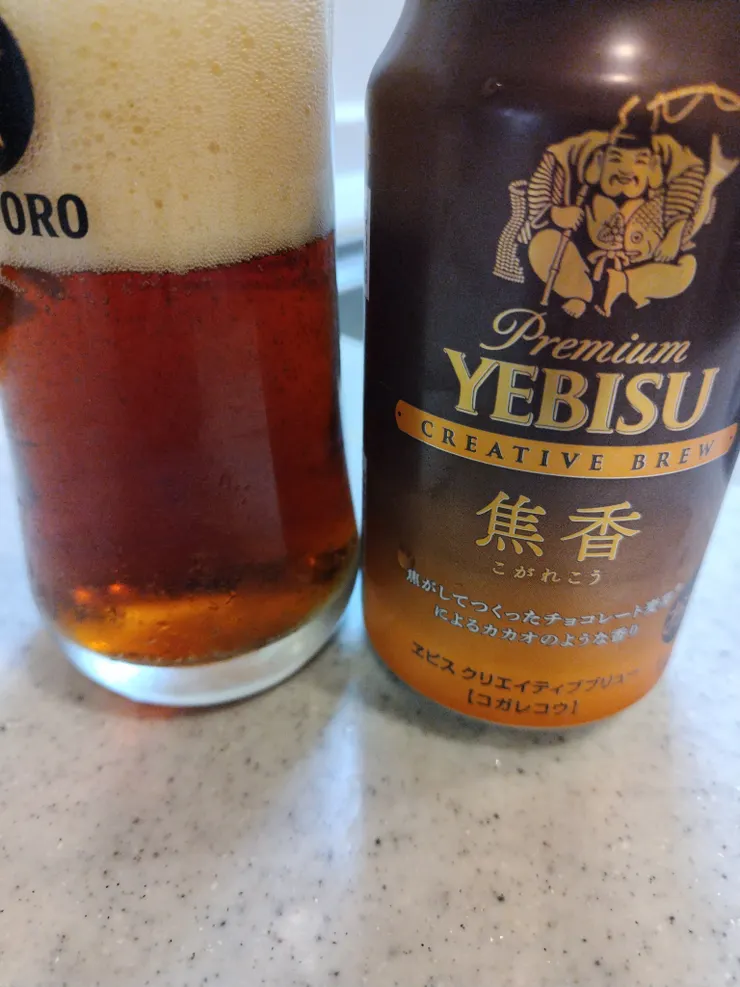 ORO
Premium
YEBISU
CREATIVE BREW
焦香
こがれこう
焦がしてつくったチョコレート麦芽
によるカカオのような香り
ヱビス クリエイティブブリュー
[コガレコウ]